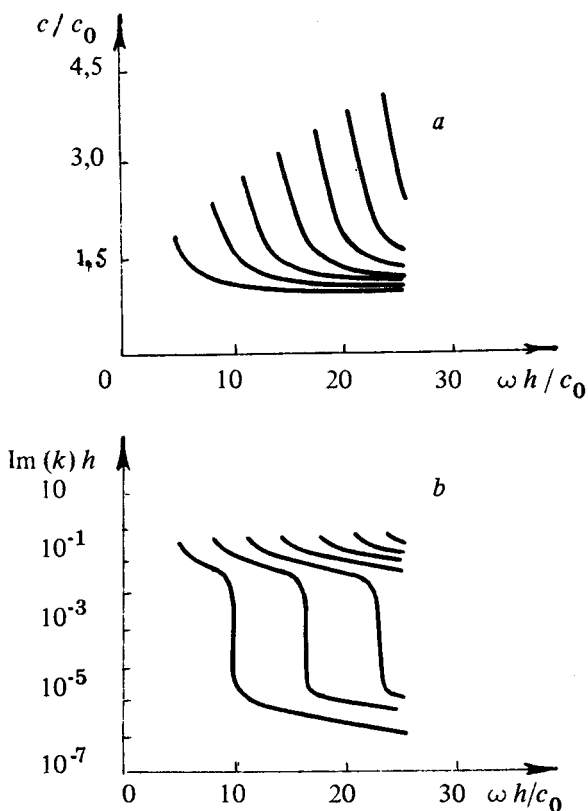 c / c₀
4,5
a
3,0
1,5
0 10 20 30 ω h / c₀
Im (k) h
10
b
10⁻¹
10⁻³
10⁻⁵
10⁻⁷
0 10 20 30 ω h/c₀